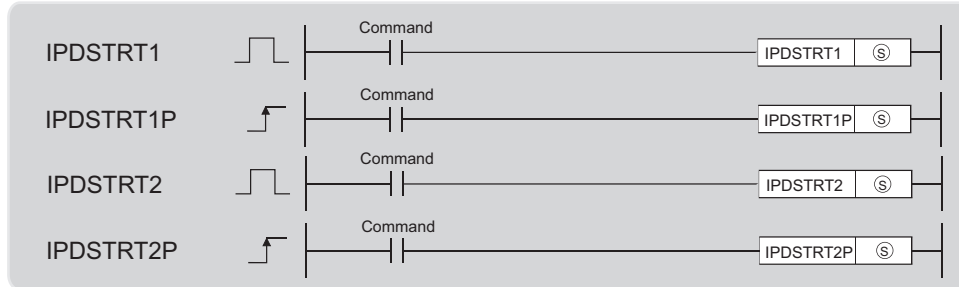 Command
IPDSTRT1 IPDSTRT1 Ⓢ
Command
IPDSTRT1P IPDSTRT1P Ⓢ
Command
IPDSTRT2 IPDSTRT2 Ⓢ
Command
IPDSTRT2P IPDSTRT2P Ⓢ